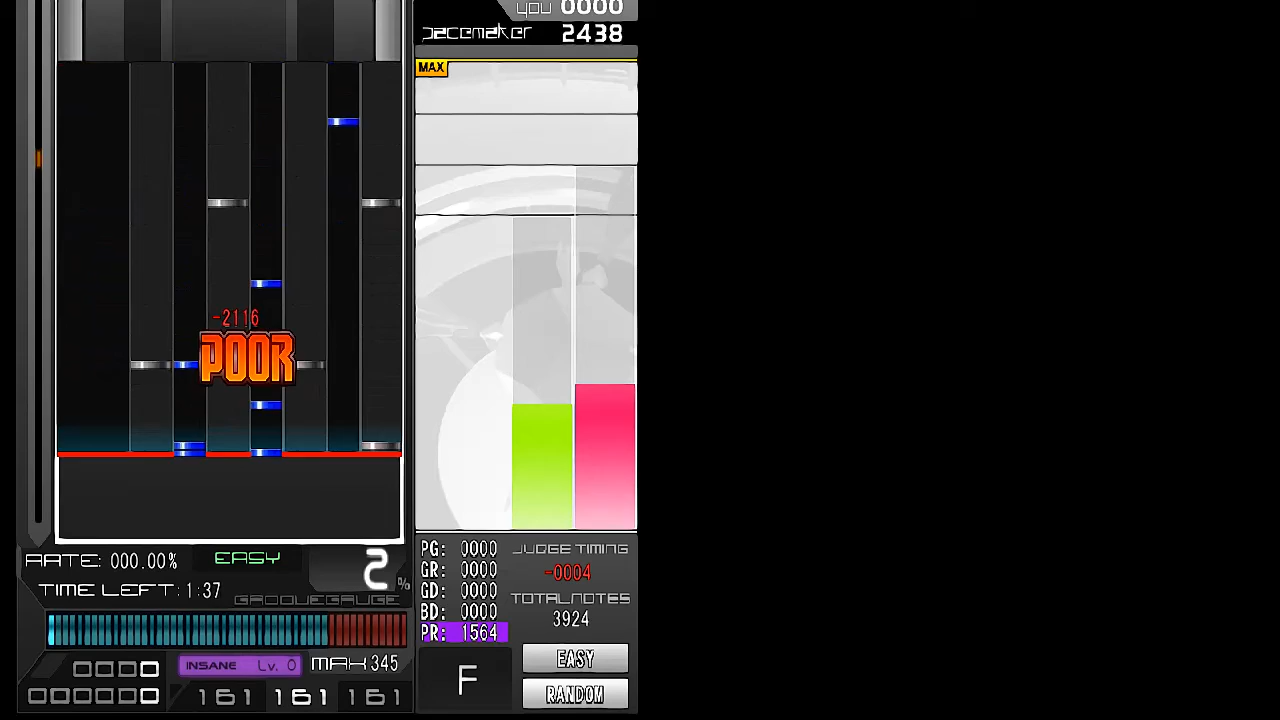 you 0000
pacemaker 2438
MAX
-2116
POOR
RATE: 000.00% EASY 2%
TIME LEFT: 1:37
GROOVEGAUGE
INSANE Lv. 0 MAX 345
161 161 161
PG: 0000
GR: 0000
GD: 0000
BD: 0000
PR: 1564
JUDGE TIMING
-0004
TOTALNOTES
3924
F
EASY
RANDOM